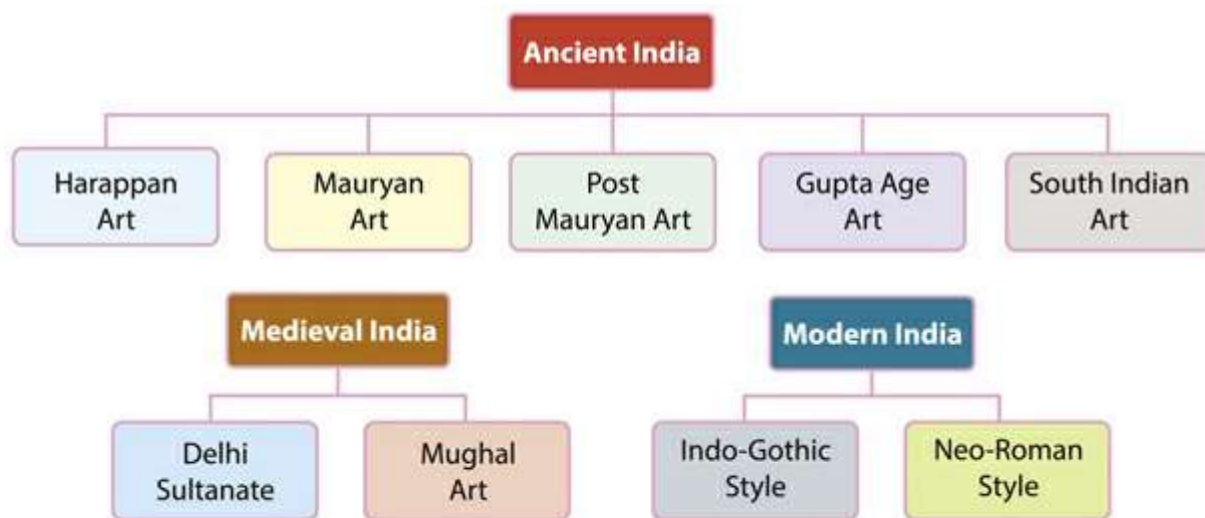 Ancient India
Harappan
Art
Mauryan
Art
Post
Mauryan Art
Gupta Age
Art
South Indian
Art
Medieval India
Delhi
Sultanate
Mughal
Art
Modern India
Indo-Gothic
Style
Neo-Roman
Style